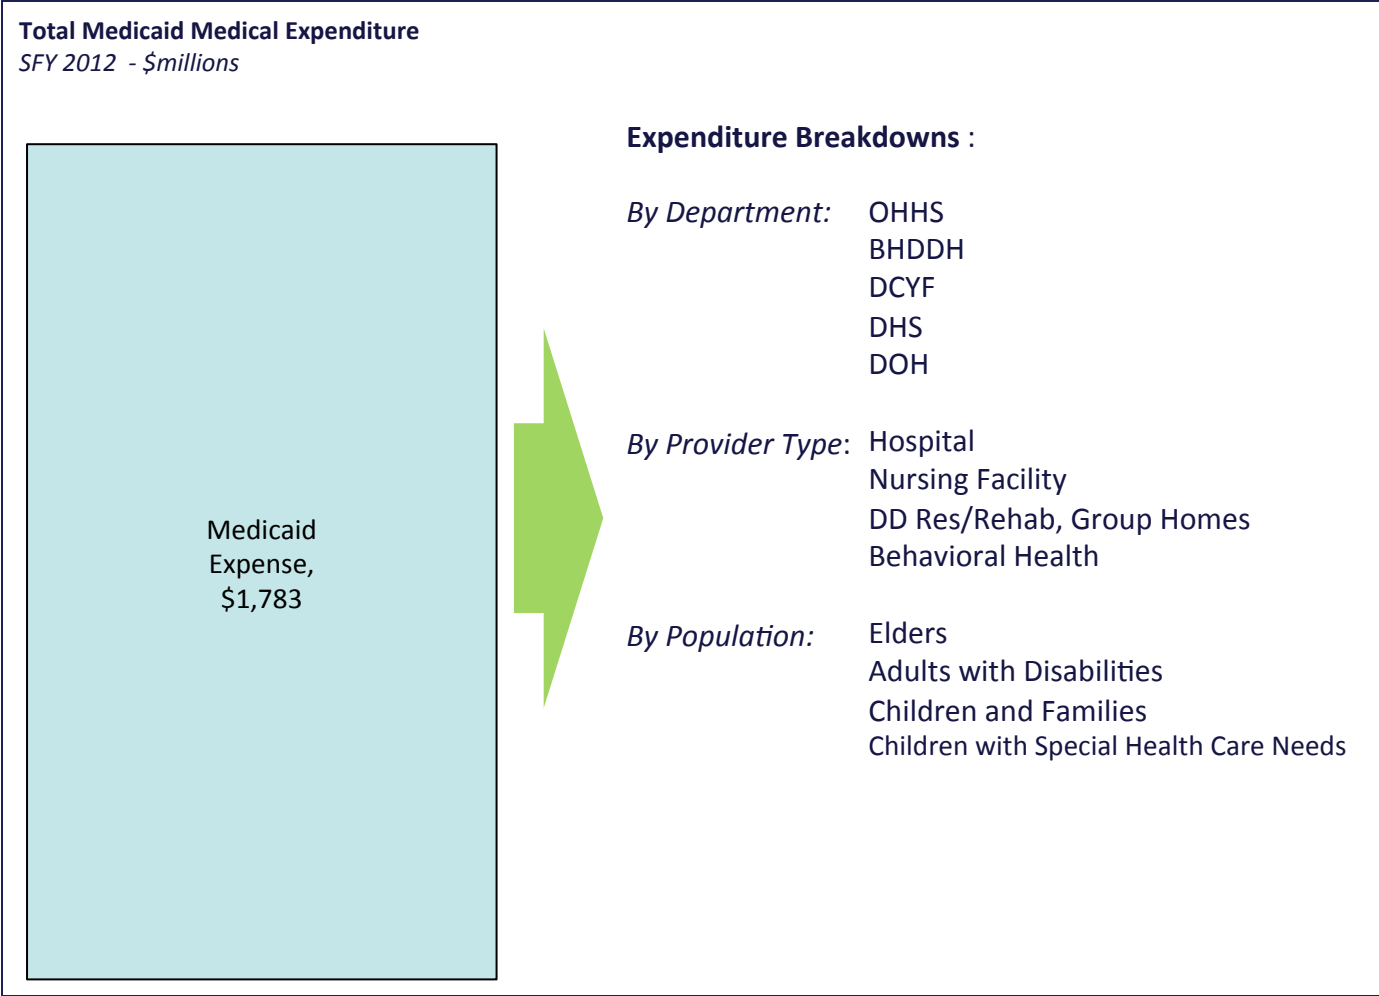 Total Medicaid Medical Expenditure
SFY 2012 - $millions
Medicaid
Expense,
$1,783
Expenditure Breakdowns :
By Department: OHHS
BHDDH
DCYF
DHS
DOH
By Provider Type: Hospital
Nursing Facility
DD Res/Rehab, Group Homes
Behavioral Health
By Population: Elders
Adults with Disabilities
Children and Families
Children with Special Health Care Needs